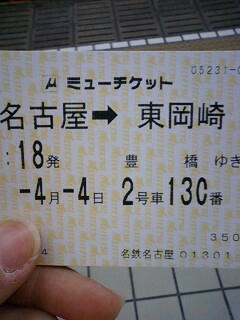 05231-0
μ ミューチケット
名古屋➡東岡崎
:18発 豊橋ゆき
-4月-4日 2号車 13C番
350
4 名鉄名古屋 01301